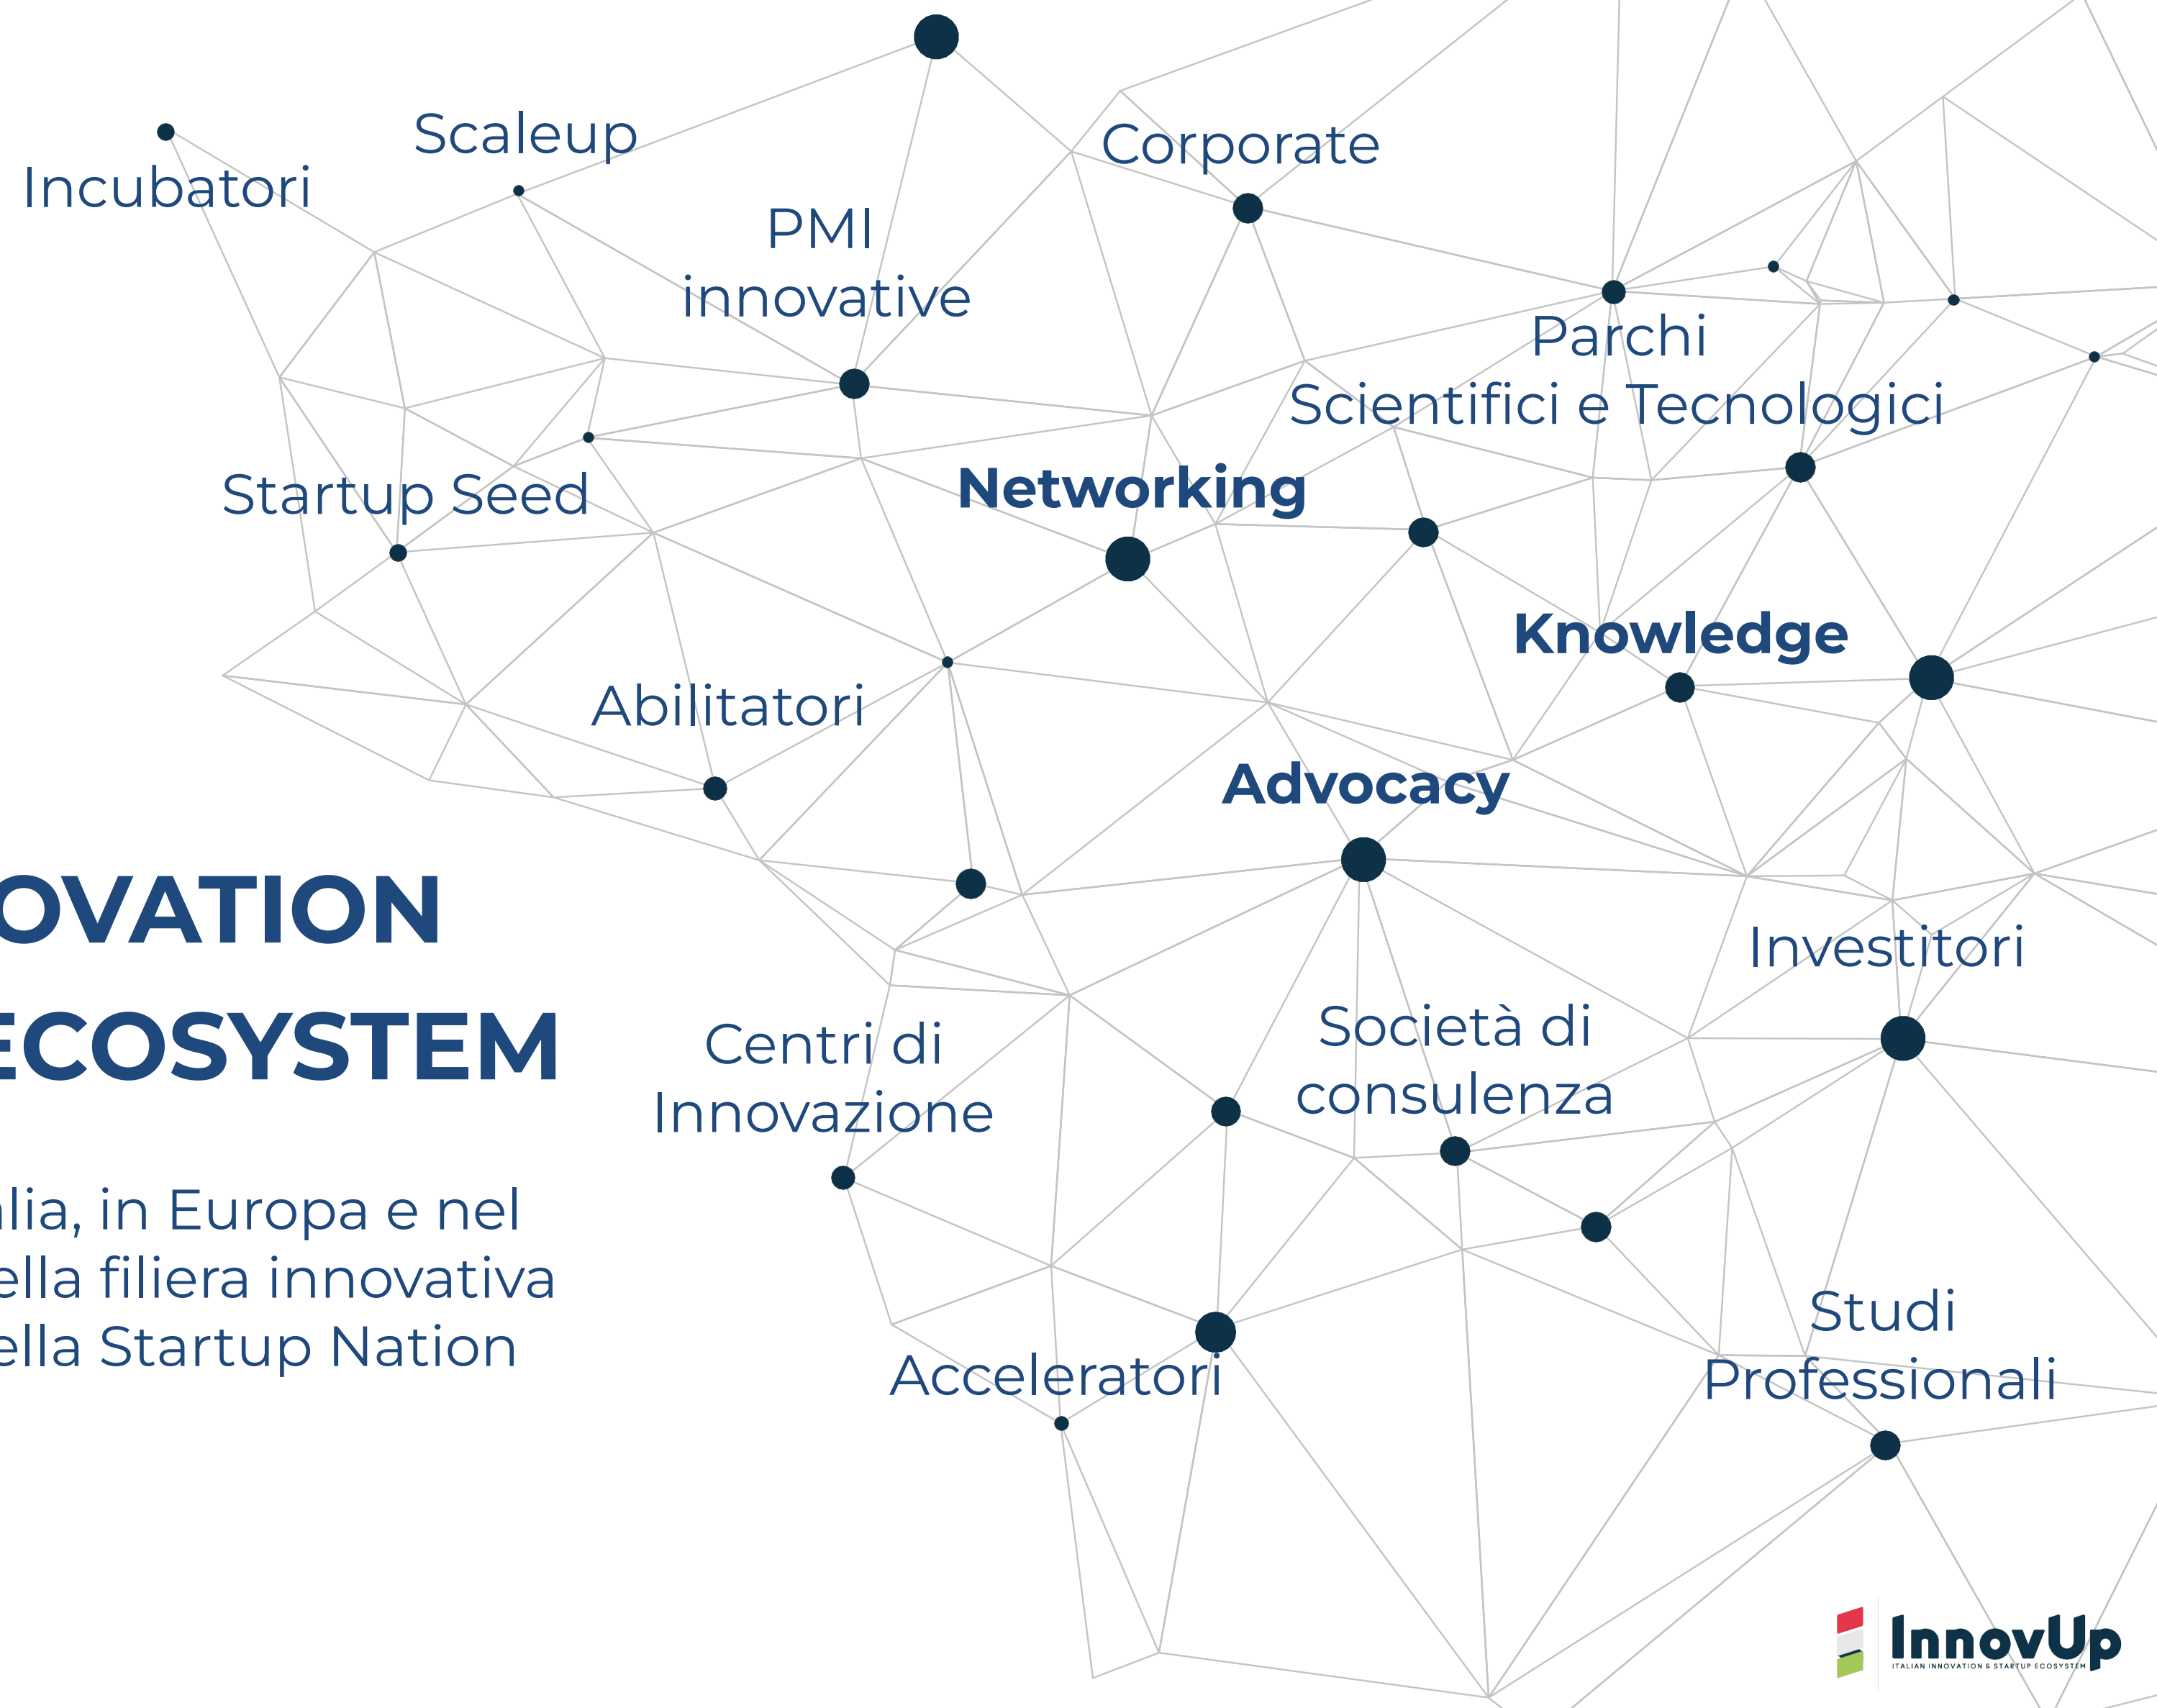 Scaleup
Corporate
Incubatori
PMI
innovative
Parchi
Scientifici e Tecnologici
Startup Seed
Networking
Knowledge
Abilitatori
Advocacy
OVATION
ECOSYSTEM
Investitori
Società di
consulenza
Centri di
Innovazione
lia, in Europa e nel
ella filiera innovativa
ella Startup Nation
Acceleratori
Studi
Professionali
InnovUp
ITALIAN INNOVATION & STARTUP ECOSYSTEM